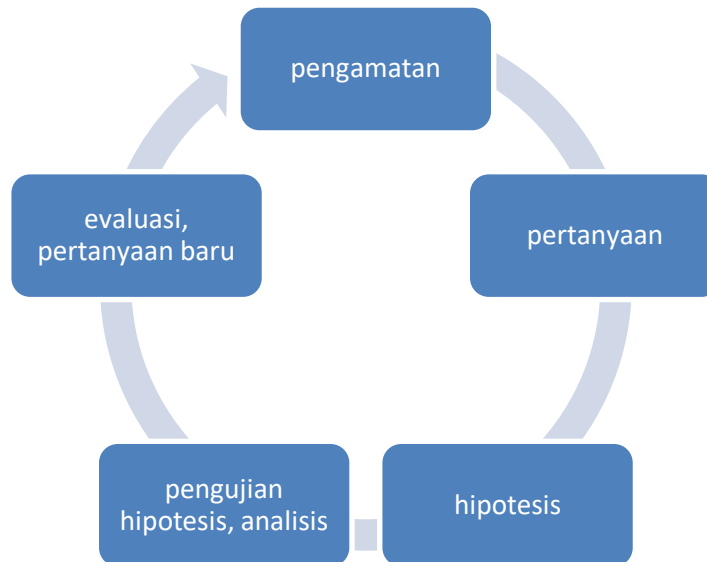 pengamatan
pertanyaan
hipotesis
pengujian
hipotesis, analisis
evaluasi,
pertanyaan baru